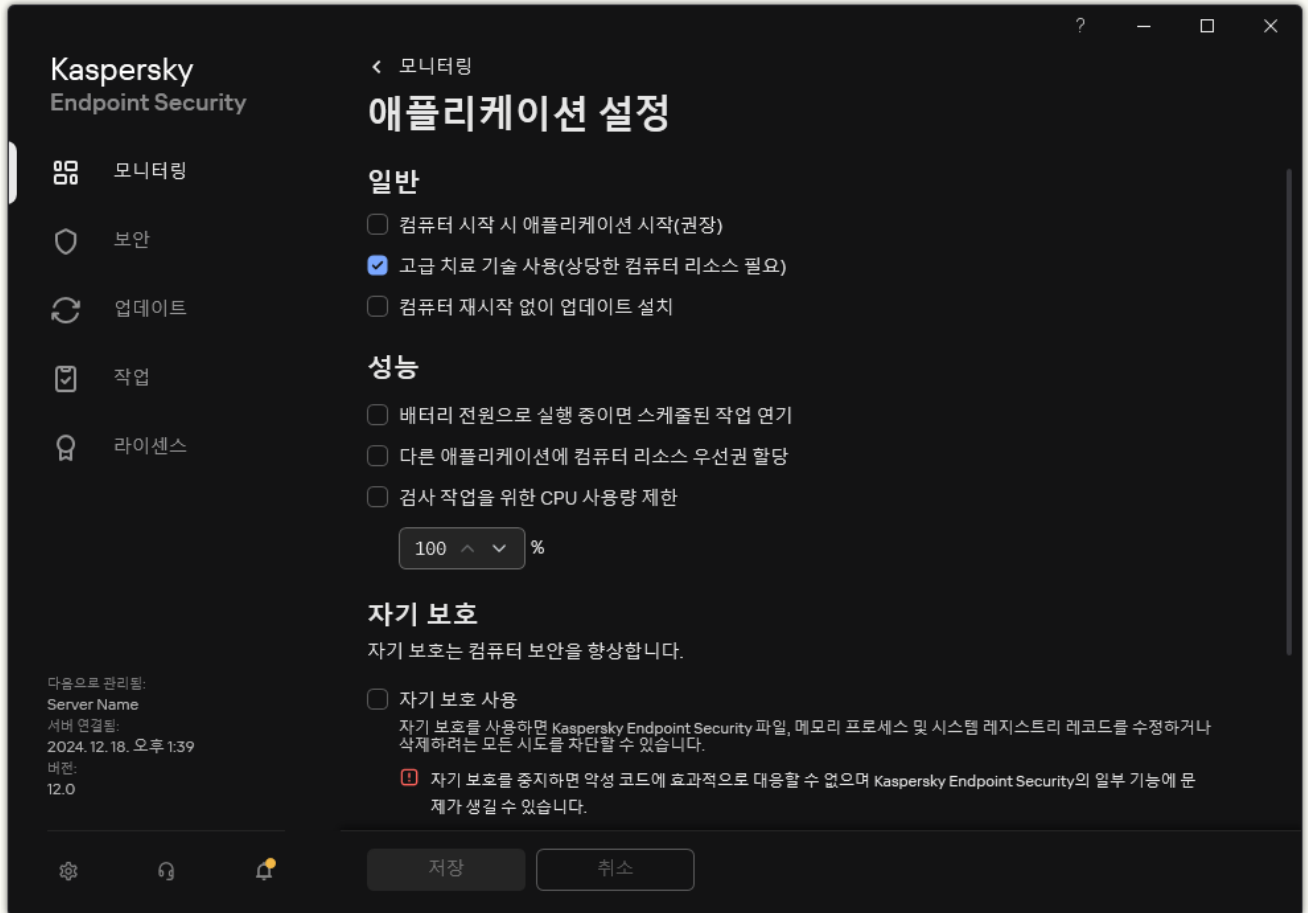 ?
Kaspersky
Endpoint Security
모니터링
보안
업데이트
작업
라이센스
다음으로 관리됨:
Server Name
서버 연결됨:
2024. 12. 18. 오후 1:39
버전:
12.0
모니터링
애플리케이션 설정
일반
컴퓨터 시작 시 애플리케이션 시작(권장)
고급 치료 기술 사용(상당한 컴퓨터 리소스 필요)
컴퓨터 재시작 없이 업데이트 설치
성능
배터리 전원으로 실행 중이면 스케줄된 작업 연기
다른 애플리케이션에 컴퓨터 리소스 우선권 할당
검사 작업을 위한 CPU 사용량 제한
100 %
자기 보호
자기 보호는 컴퓨터 보안을 향상합니다.
자기 보호 사용
자기 보호를 사용하면 Kaspersky Endpoint Security 파일, 메모리 프로세스 및 시스템 레지스트리 레코드를 수정하거나
삭제하려는 모든 시도를 차단할 수 있습니다.
자기 보호를 중지하면 악성 코드에 효과적으로 대응할 수 없으며 Kaspersky Endpoint Security의 일부 기능에 문
제가 생길 수 있습니다.
저장
취소